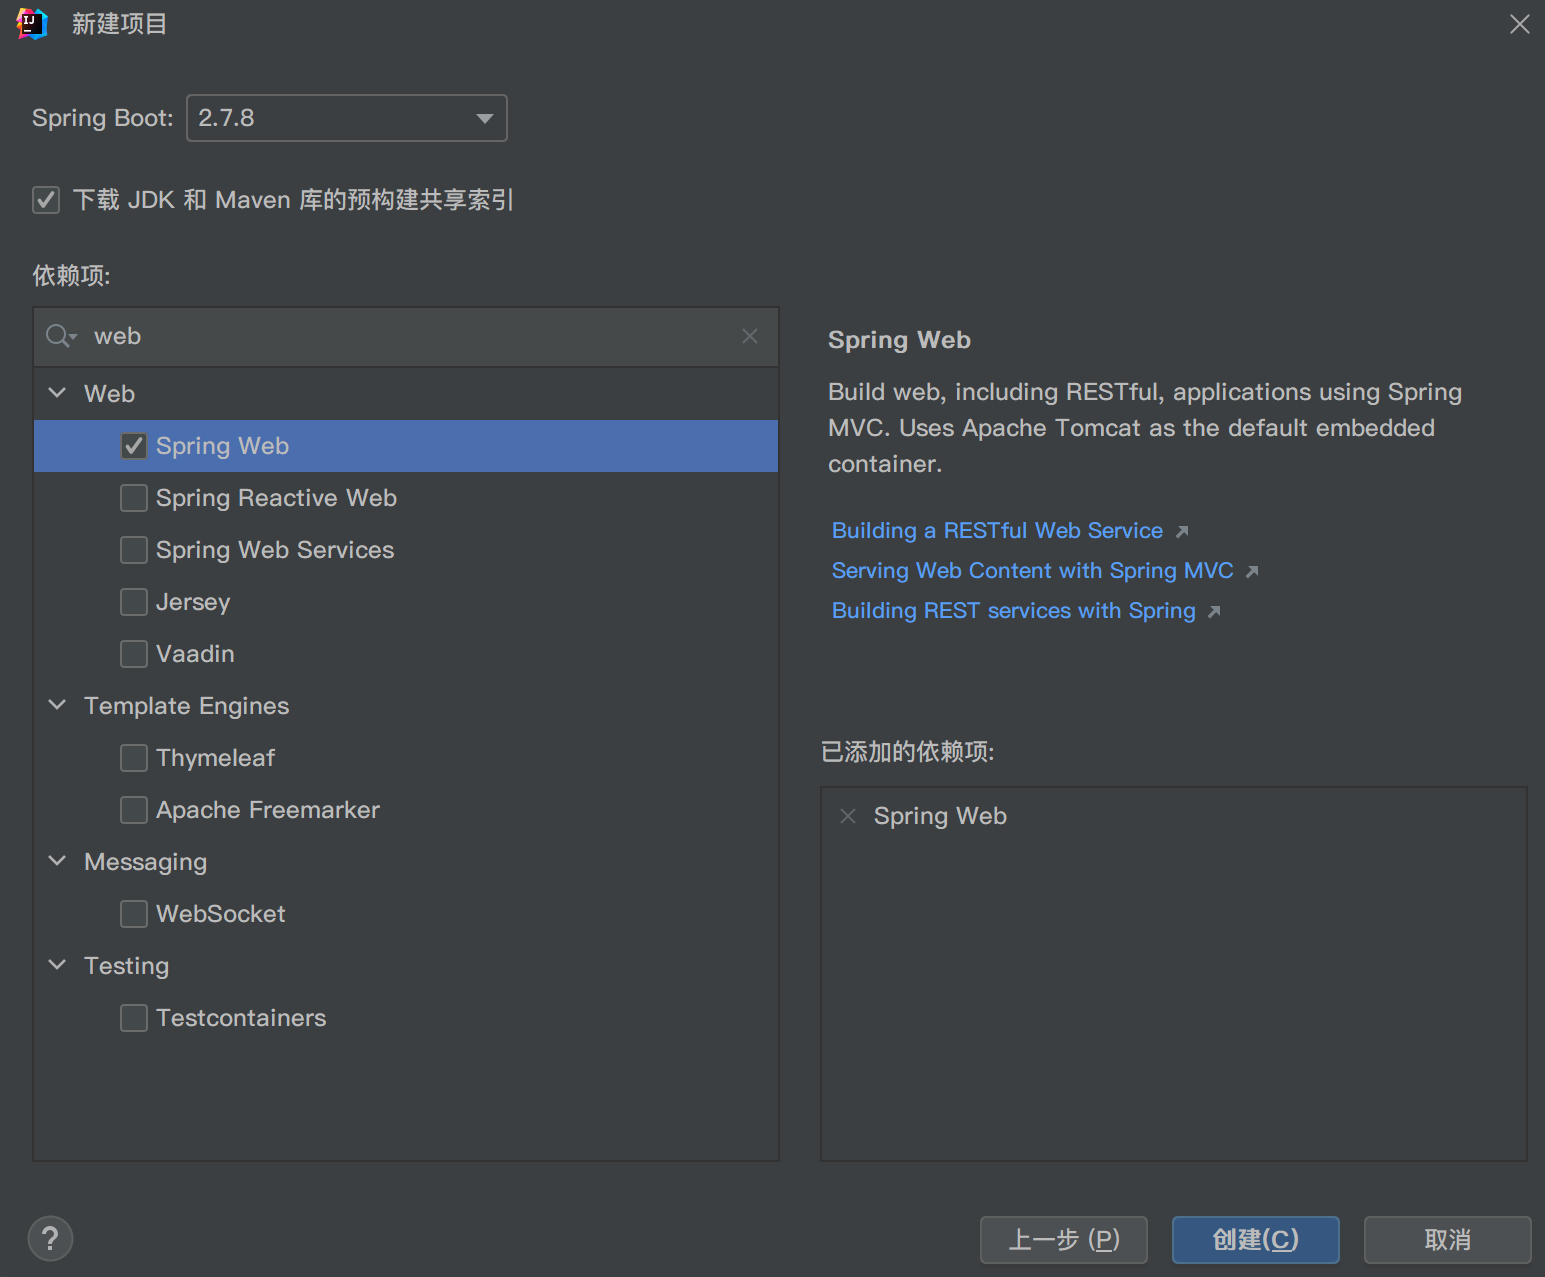 新建项目
Spring Boot: 2.7.8
下载 JDK 和 Maven 库的预构建共享索引
依赖项:
web
Web
Spring Web
Spring Reactive Web
Spring Web Services
Jersey
Vaadin
Template Engines
Thymeleaf
Apache Freemarker
Messaging
WebSocket
Testing
Testcontainers
Spring Web
Build web, including RESTful, applications using Spring
MVC. Uses Apache Tomcat as the default embedded
container.
Building a RESTful Web Service
Serving Web Content with Spring MVC
Building REST services with Spring
已添加的依赖项:
Spring Web
?
上一步 (P)
创建(C)
取消